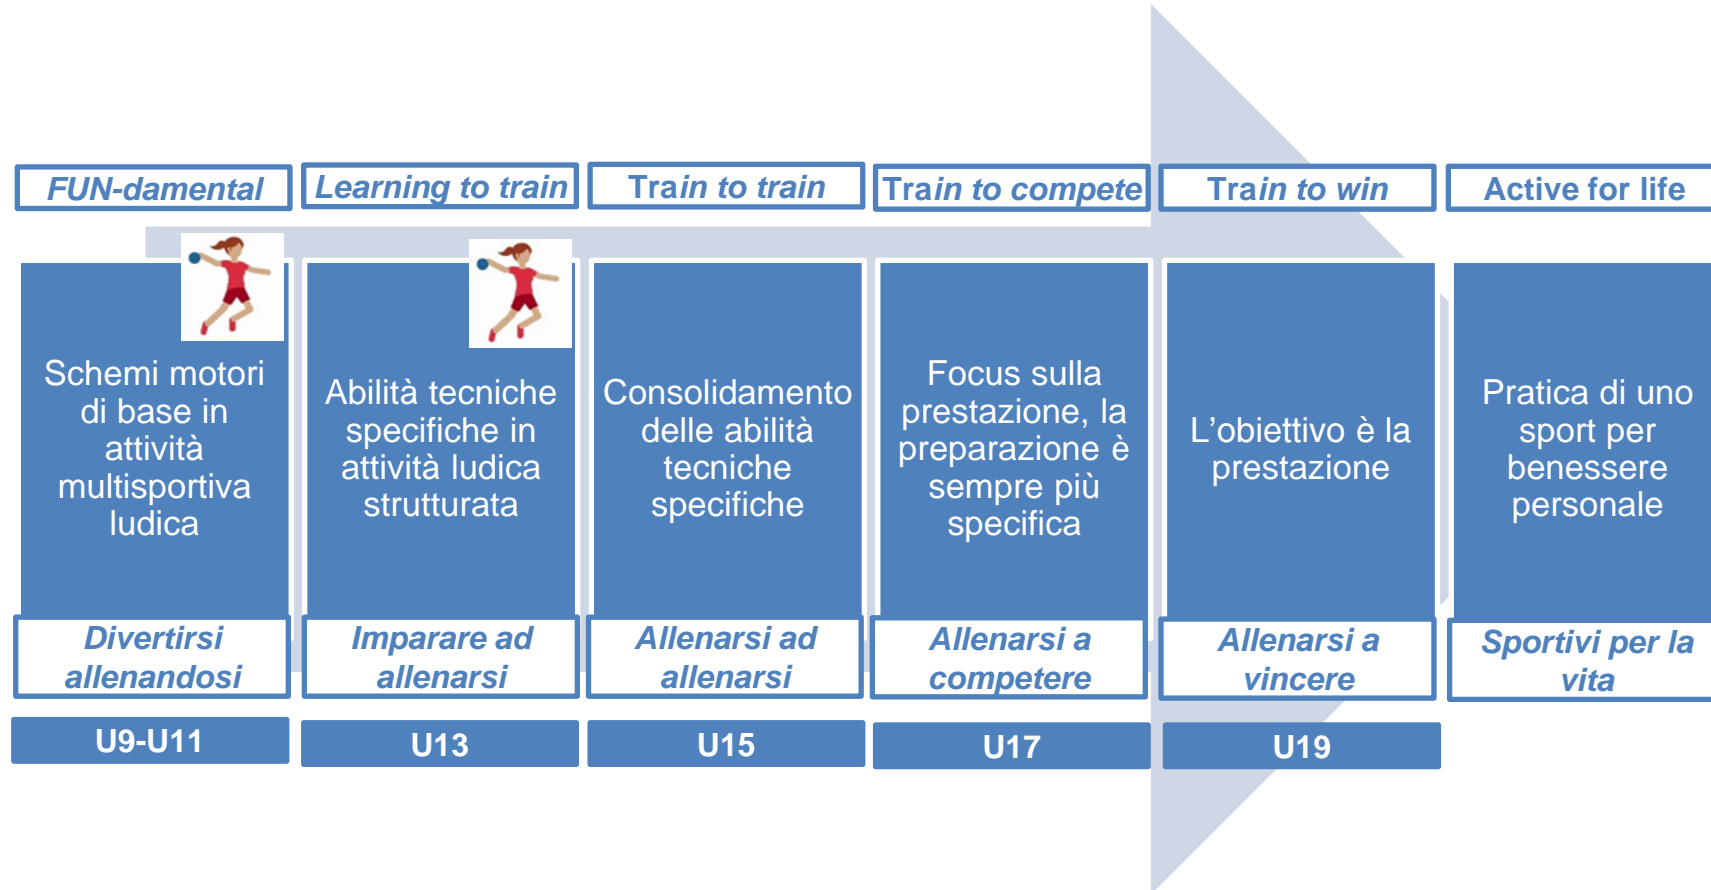 FUN-damental
Learning to train
Train to train
Train to compete
Train to win
Active for life
Schemi motori
di base in
attività
multisportiva
ludica
Abilità tecniche
specifiche in
attività ludica
strutturata
Consolidamento
delle abilità
tecniche
specifiche
Focus sulla
prestazione, la
preparazione è
sempre più
specifica
L'obiettivo è la
prestazione
Pratica di uno
sport per
benessere
personale
Divertirsi
allenandosi
Imparare ad
allenarsi
Allenarsi ad
allenarsi
Allenarsi a
competere
Allenarsi a
vincere
Sportivi per la
vita
U9-U11
U13
U15
U17
U19